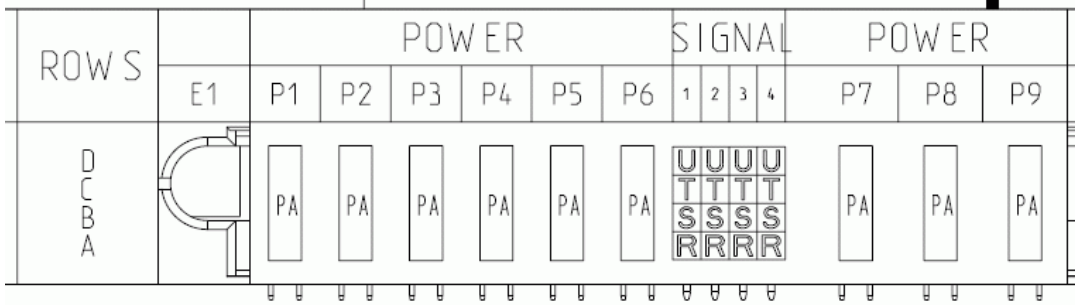 ROWS POWER SIGNAL POWER
E1 P1 P2 P3 P4 P5 P6 1 2 3 4 P7 P8 P9
D
C
B
A
PA PA PA PA PA PA PA PA PA
U U U U
T T T T
S S S S
R R R R